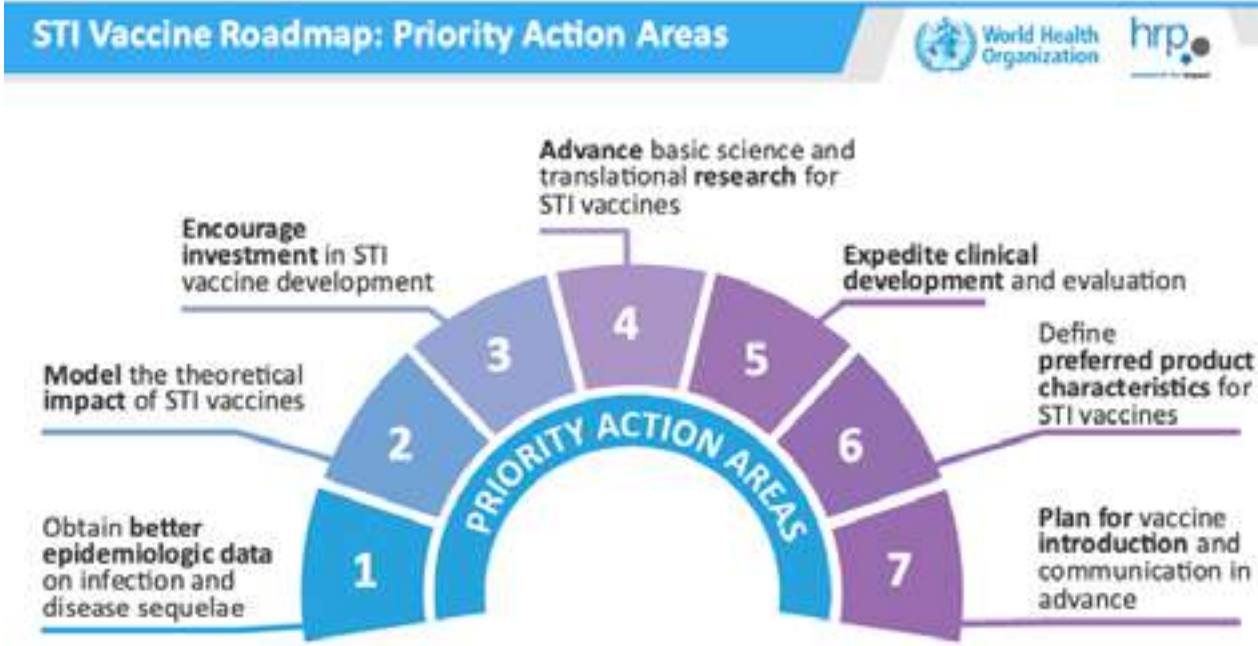 STI Vaccine Roadmap: Priority Action Areas
World Health
Organization
hrp
Advance basic science and
translational research for
STI vaccines
Encourage
investment in STI
vaccine development
Expedite clinical
development and evaluation
Model the theoretical
impact of STI vaccines
Define
preferred product
characteristics for
STI vaccines
Obtain better
epidemiologic data
on infection and
disease sequelae
Plan for vaccine
introduction and
communication in
advance
1
2
3
4
5
6
7
PRIORITY ACTION AREAS